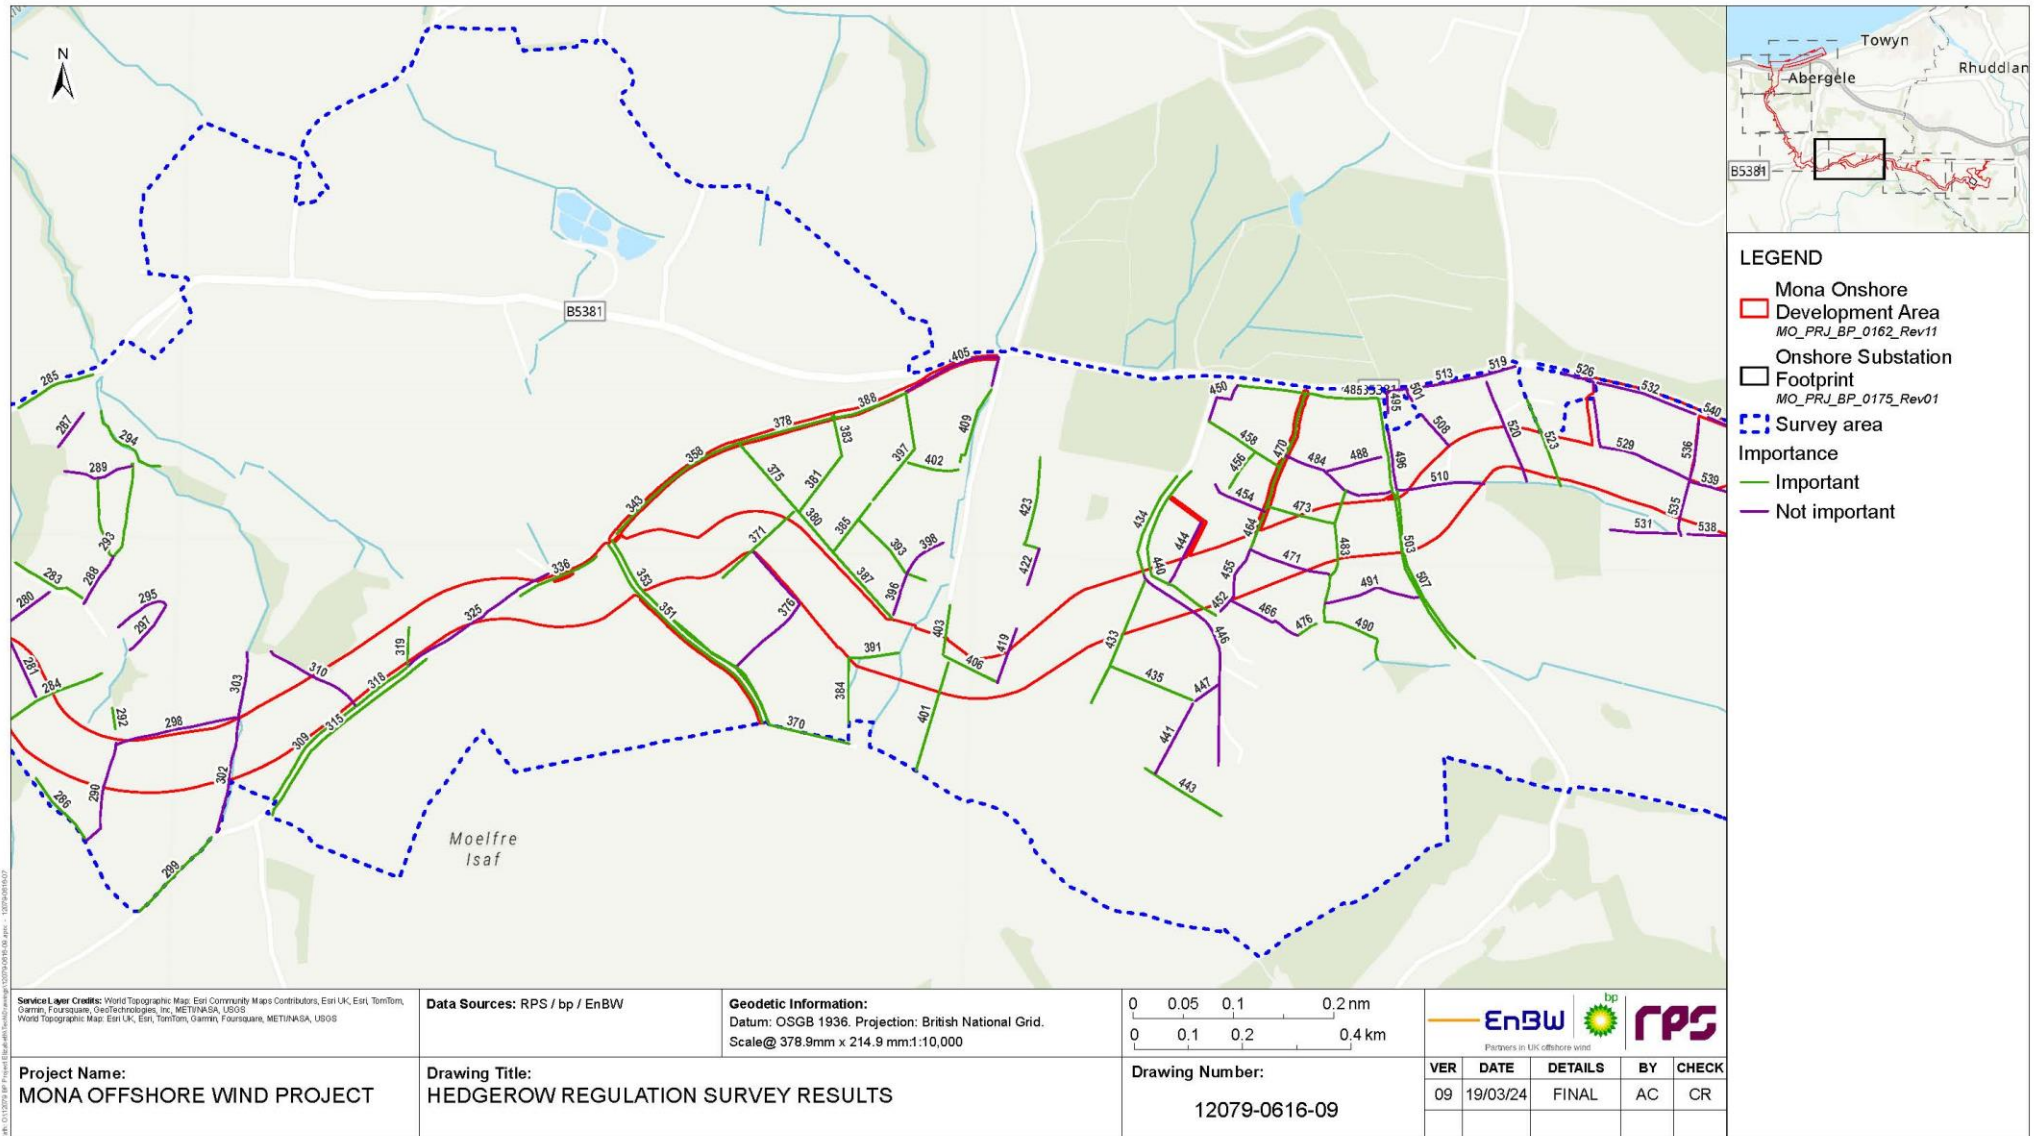 N
B5381
B5381
Moelfre
Isaf
285
287
294
289
293
288
283
280
295
297
281
284
292
298
303
310
302
290
286
299
309
315
318
319
325
336
343
353
351
358
378
388
405
383
375
381
397
402
409
380
385
371
387
393
398
396
376
391
384
370
403
406
419
401
423
422
434
440
444
433
435
447
441
443
446
452
455
464
454
456
458
450
470
484
488
473
471
466
476
483
491
490
496
495
501
508
510
503
507
513
519
520
523
526
532
540
529
536
539
535
531
538
Towyn
Abergele
Rhuddlan
B5381
LEGEND
Mona Onshore
Development Area
MO_PRJ_BP_0162_Rev11
Onshore Substation
Footprint
MO_PRJ_BP_0175_Rev01
Survey area
Importance
Important
Not important
Service Layer Credits: World Topographic Map: Esri Community Maps Contributors, Esri UK, Esri, TomTom,
Garmin, Foursquare, GeoTechnologies, Inc, METI/NASA, USGS
World Topographic Map: Esri UK, Esri, TomTom, Garmin, Foursquare, METI/NASA, USGS
Data Sources: RPS / bp / EnBW
Geodetic Information:
Datum: OSGB 1936. Projection: British National Grid.
Scale@ 378.9mm x 214.9 mm:1:10,000
0 0.05 0.1 0.2 nm
0 0.1 0.2 0.4 km
EnBW bp rps
Partners in UK offshore wind
Project Name:
MONA OFFSHORE WIND PROJECT
Drawing Title:
HEDGEROW REGULATION SURVEY RESULTS
Drawing Number:
12079-0616-09
VER DATE DETAILS BY CHECK
09 19/03/24 FINAL AC CR